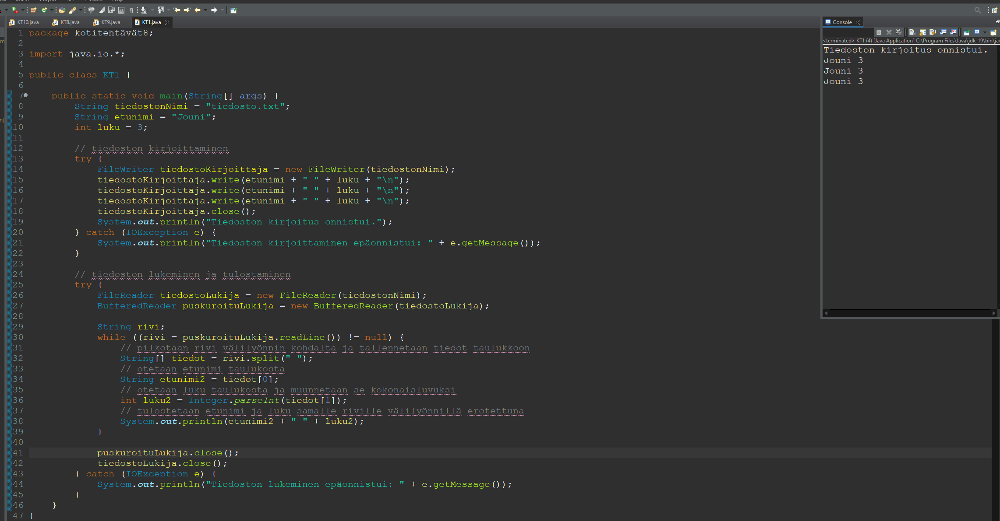 KT10.java KT8.java KT9.java KT1.java
1 package kotitehtävät8;
2
3 import java.io.*;
4
5 public class KT1 {
6
7 public static void main(String[] args) {
8 String tiedostonNimi = "tiedosto.txt";
9 String etunimi = "Jouni";
10 int luku = 3;
11
12 // tiedoston kirjoittaminen
13 try {
14 FileWriter tiedostoKirjoittaja = new FileWriter(tiedostonNimi);
15 tiedostoKirjoittaja.write(etunimi + " " + luku + "\n");
16 tiedostoKirjoittaja.write(etunimi + " " + luku + "\n");
17 tiedostoKirjoittaja.write(etunimi + " " + luku + "\n");
18 tiedostoKirjoittaja.close();
19 System.out.println("Tiedoston kirjoitus onnistui.");
20 } catch (IOException e) {
21 System.out.println("Tiedoston kirjoittaminen epäonnistui: " + e.getMessage());
22 }
23
24 // tiedoston lukeminen ja tulostaminen
25 try {
26 FileReader tiedostoLukija = new FileReader(tiedostonNimi);
27 BufferedReader puskuroituLukija = new BufferedReader(tiedostoLukija);
28
29 String rivi;
30 while ((rivi = puskuroituLukija.readLine()) != null) {
31 // pilkotaan rivi välilyönnin kohdalta ja tallennetaan tiedot taulukkoon
32 String[] tiedot = rivi.split(" ");
33 // otetaan etunimi taulukosta
34 String etunimi2 = tiedot[0];
35 // otetaan luku taulukosta ja muunnetaan se kokonaisluvuksi
36 int luku2 = Integer.parseInt(tiedot[1]);
37 // tulostetaan etunimi ja luku samalle riville välilyönnillä erotettuna
38 System.out.println(etunimi2 + " " + luku2);
39 }
40
41 puskuroituLukija.close();
42 tiedostoLukija.close();
43 } catch (IOException e) {
44 System.out.println("Tiedoston lukeminen epäonnistui: " + e.getMessage());
45 }
46 }
47 }
Console
<terminated> KT1 (4) [Java Application] C:\Program Files\Java\jdk-19\bin\jav
Tiedoston kirjoitus onnistui.
Jouni 3
Jouni 3
Jouni 3